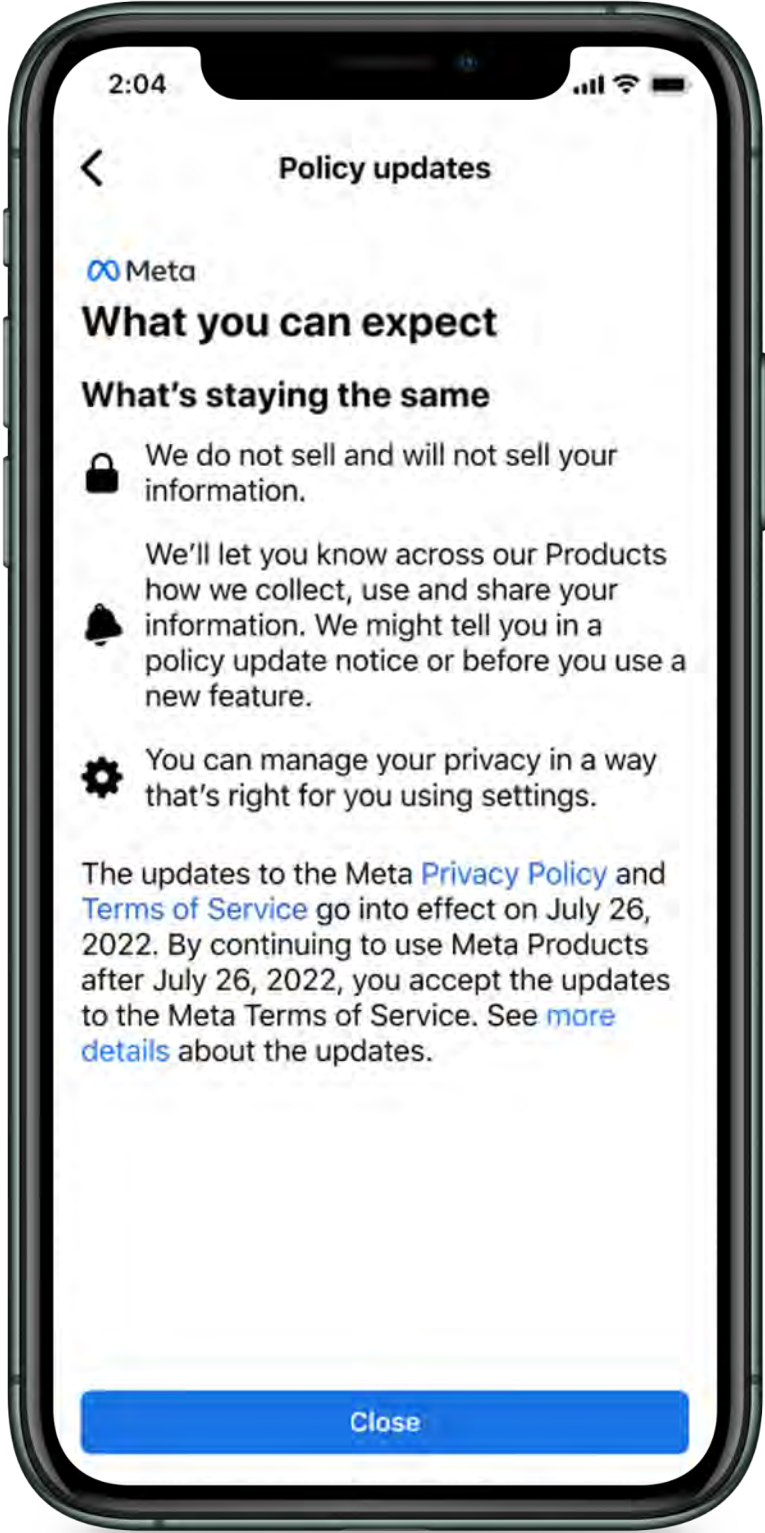 2:04
Policy updates
Meta
What you can expect
What's staying the same
We do not sell and will not sell your
information.
We'll let you know across our Products
how we collect, use and share your
information. We might tell you in a
policy update notice or before you use a
new feature.
You can manage your privacy in a way
that's right for you using settings.
The updates to the Meta Privacy Policy and
Terms of Service go into effect on July 26,
2022. By continuing to use Meta Products
after July 26, 2022, you accept the updates
to the Meta Terms of Service. See more
details about the updates.
Close